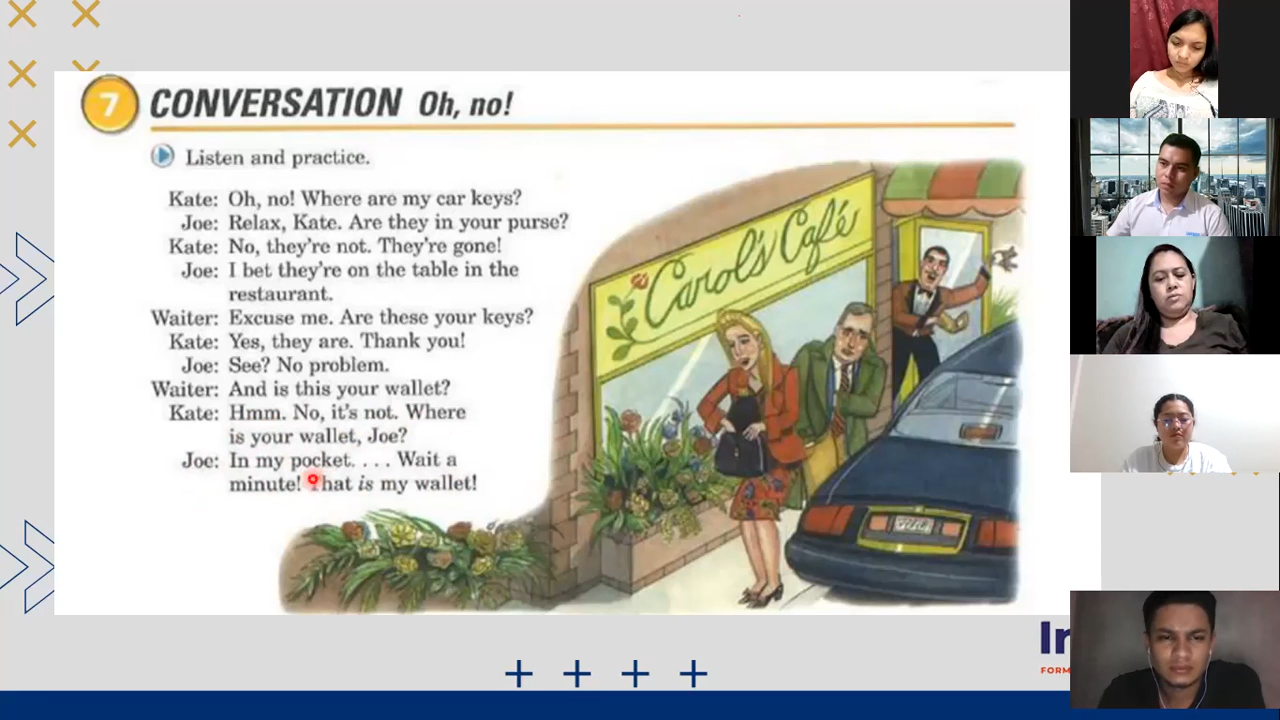 7 CONVERSATION Oh, no!
Listen and practice.
Kate: Oh, no! Where are my car keys?
Joe: Relax, Kate. Are they in your purse?
Kate: No, they're not. They're gone!
Joe: I bet they're on the table in the
restaurant.
Waiter: Excuse me. Are these your keys?
Kate: Yes, they are. Thank you!
Joe: See? No problem.
Waiter: And is this your wallet?
Kate: Hmm. No, it's not. Where
is your wallet, Joe?
Joe: In my pocket. . . . Wait a
minute! That is my wallet!
Carol's Café